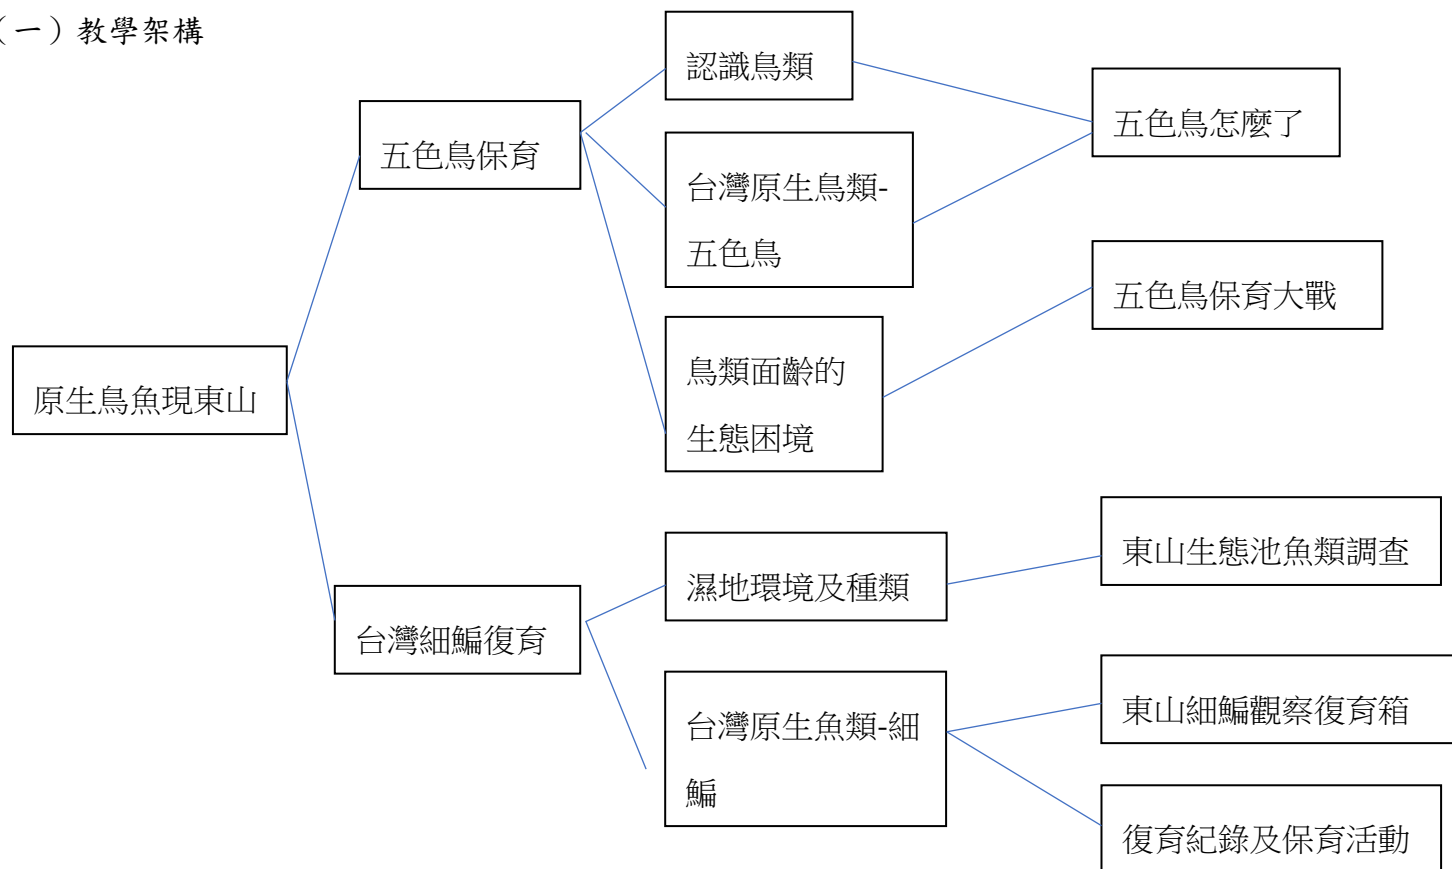 （一）教學架構
認識鳥類
五色鳥怎麼了
五色鳥保育
台灣原生鳥類-
五色鳥
五色鳥保育大戰
鳥類面齡的
生態困境
原生鳥魚現東山
濕地環境及種類
東山生態池魚類調查
台灣細鯿復育
台灣原生魚類-細
鯿
東山細鯿觀察復育箱
復育紀錄及保育活動